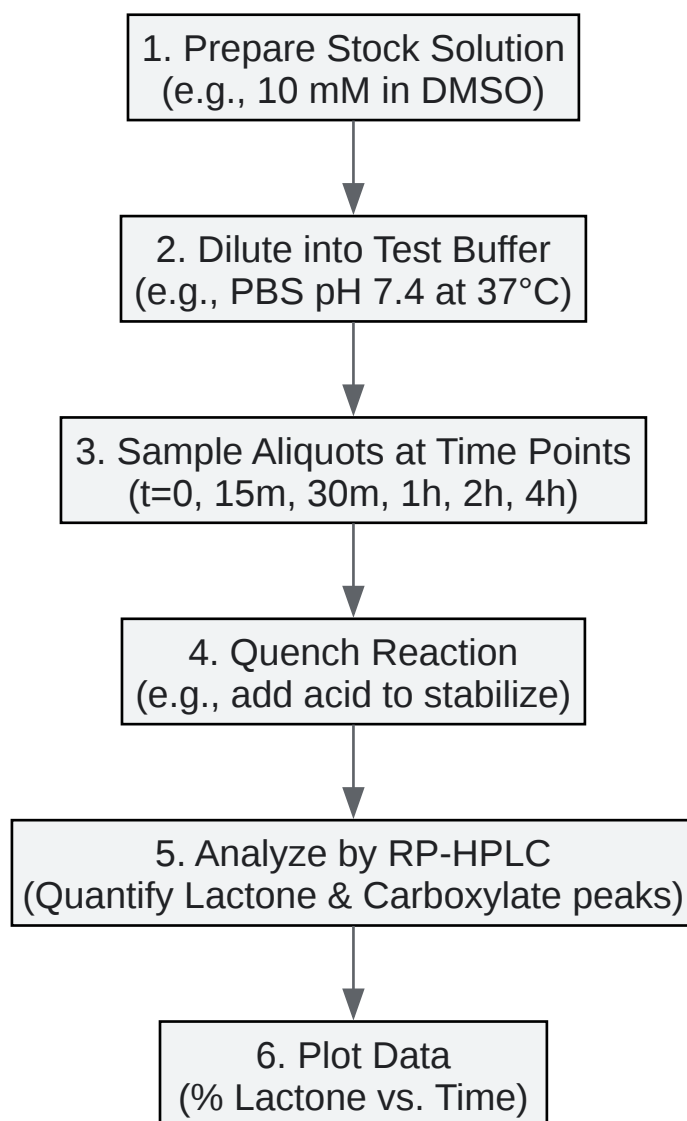 1. Prepare Stock Solution
(e.g., 10 mM in DMSO)
2. Dilute into Test Buffer
(e.g., PBS pH 7.4 at 37°C)
3. Sample Aliquots at Time Points
(t=0, 15m, 30m, 1h, 2h, 4h)
4. Quench Reaction
(e.g., add acid to stabilize)
5. Analyze by RP-HPLC
(Quantify Lactone & Carboxylate peaks)
6. Plot Data
(% Lactone vs. Time)